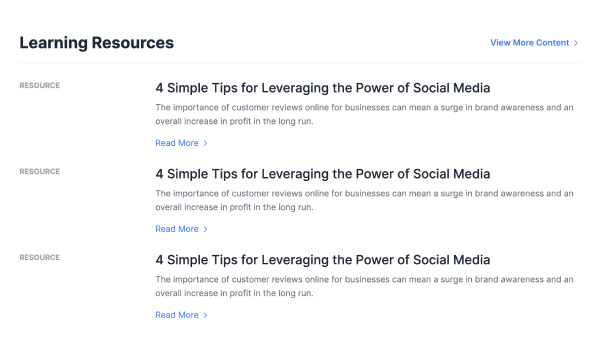 Learning Resources
View More Content
RESOURCE
4 Simple Tips for Leveraging the Power of Social Media
The importance of customer reviews online for businesses can mean a surge in brand awareness and an
overall increase in profit in the long run.
Read More
RESOURCE
4 Simple Tips for Leveraging the Power of Social Media
The importance of customer reviews online for businesses can mean a surge in brand awareness and an
overall increase in profit in the long run.
Read More
RESOURCE
4 Simple Tips for Leveraging the Power of Social Media
The importance of customer reviews online for businesses can mean a surge in brand awareness and an
overall increase in profit in the long run.
Read More